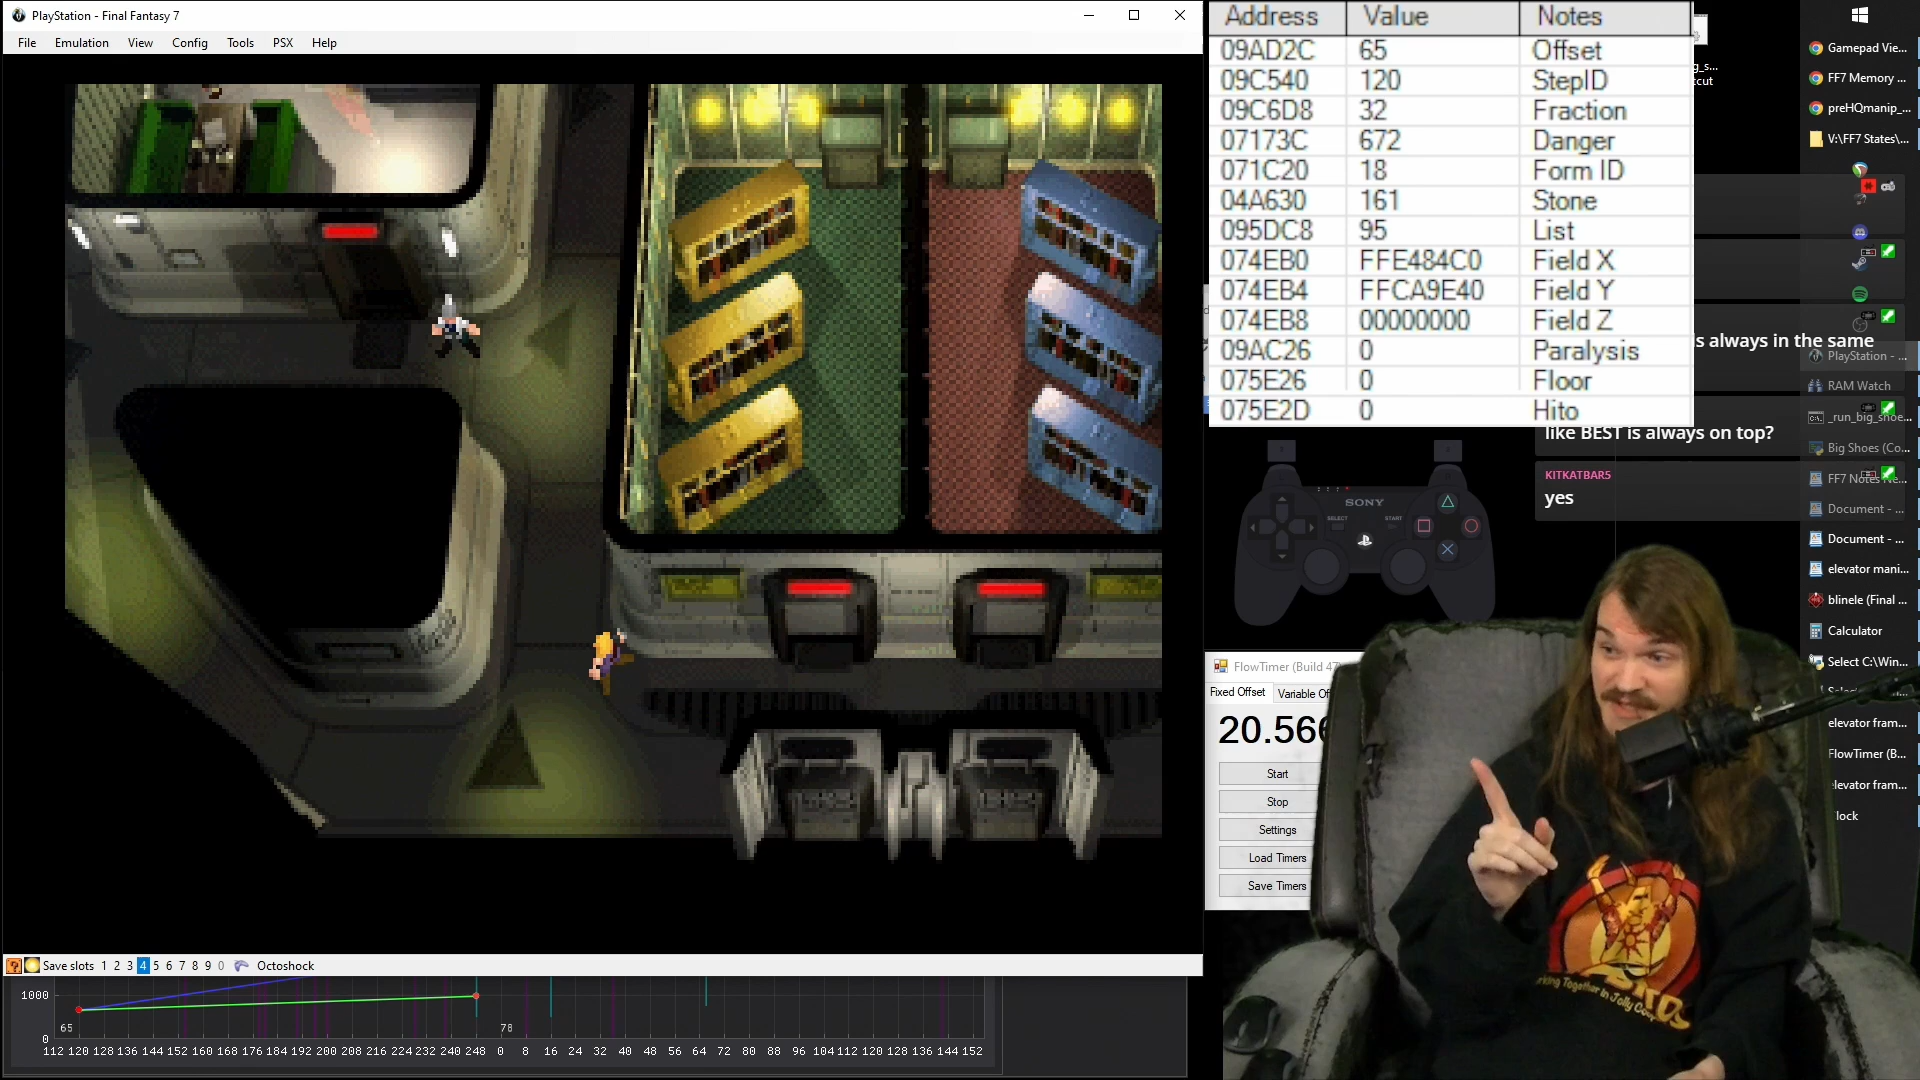 PlayStation - Final Fantasy 7
File Emulation View Config Tools PSX Help
Address Value Notes
09AD2C 65 Offset
09C540 120 StepID
09C6D8 32 Fraction
07173C 672 Danger
071C20 18 Form ID
04A630 161 Stone
095DC8 95 List
074EB0 FFE484C0 Field X
074EB4 FFCA9E40 Field Y
074EB8 00000000 Field Z
09AC26 0 Paralysis
075E26 0 Floor
075E2D 0 Hito
s always in the same
like BEST is always on top?
KITKATBAR5
yes
Gamepad Vie...
FF7 Memory ...
preHQmanip_...
V:\FF7 States\...
PlayStation - ...
RAM Watch
_run_big_shoe...
Big Shoes (Co...
FF7 Notes Ne...
Document - ...
Document - ...
elevator mani...
blinele (Final ...
Calculator
Select C:\Win...
elevator fram...
FlowTimer (B...
elevator fram...
lock
SONY
SELECT START
FlowTimer (Build 47)
Fixed Offset Variable Of
20.566
Start
Stop
Settings
Load Timers
Save Timers
Save slots 1 2 3 4 5 6 7 8 9 0 Octoshock
1000
65 78
0
112 120 128 136 144 152 160 168 176 184 192 200 208 216 224 232 240 248 0 8 16 24 32 40 48 56 64 72 80 88 96 104 112 120 128 136 144 152